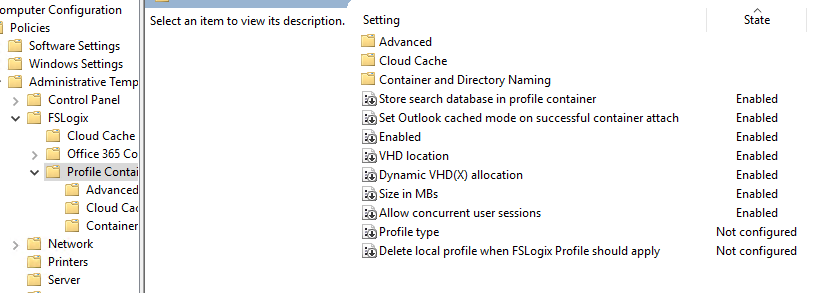 omputer Configuration
Policies
Software Settings
Windows Settings
Administrative Temp
Control Panel
FSLogix
Cloud Cache
Office 365 Co
Profile Contai
Advanced
Cloud Cac
Container
Network
Printers
Server
Select an item to view its description.
Setting State
Advanced
Cloud Cache
Container and Directory Naming
Store search database in profile container Enabled
Set Outlook cached mode on successful container attach Enabled
Enabled Enabled
VHD location Enabled
Dynamic VHD(X) allocation Enabled
Size in MBs Enabled
Allow concurrent user sessions Enabled
Profile type Not configured
Delete local profile when FSLogix Profile should apply Not configured